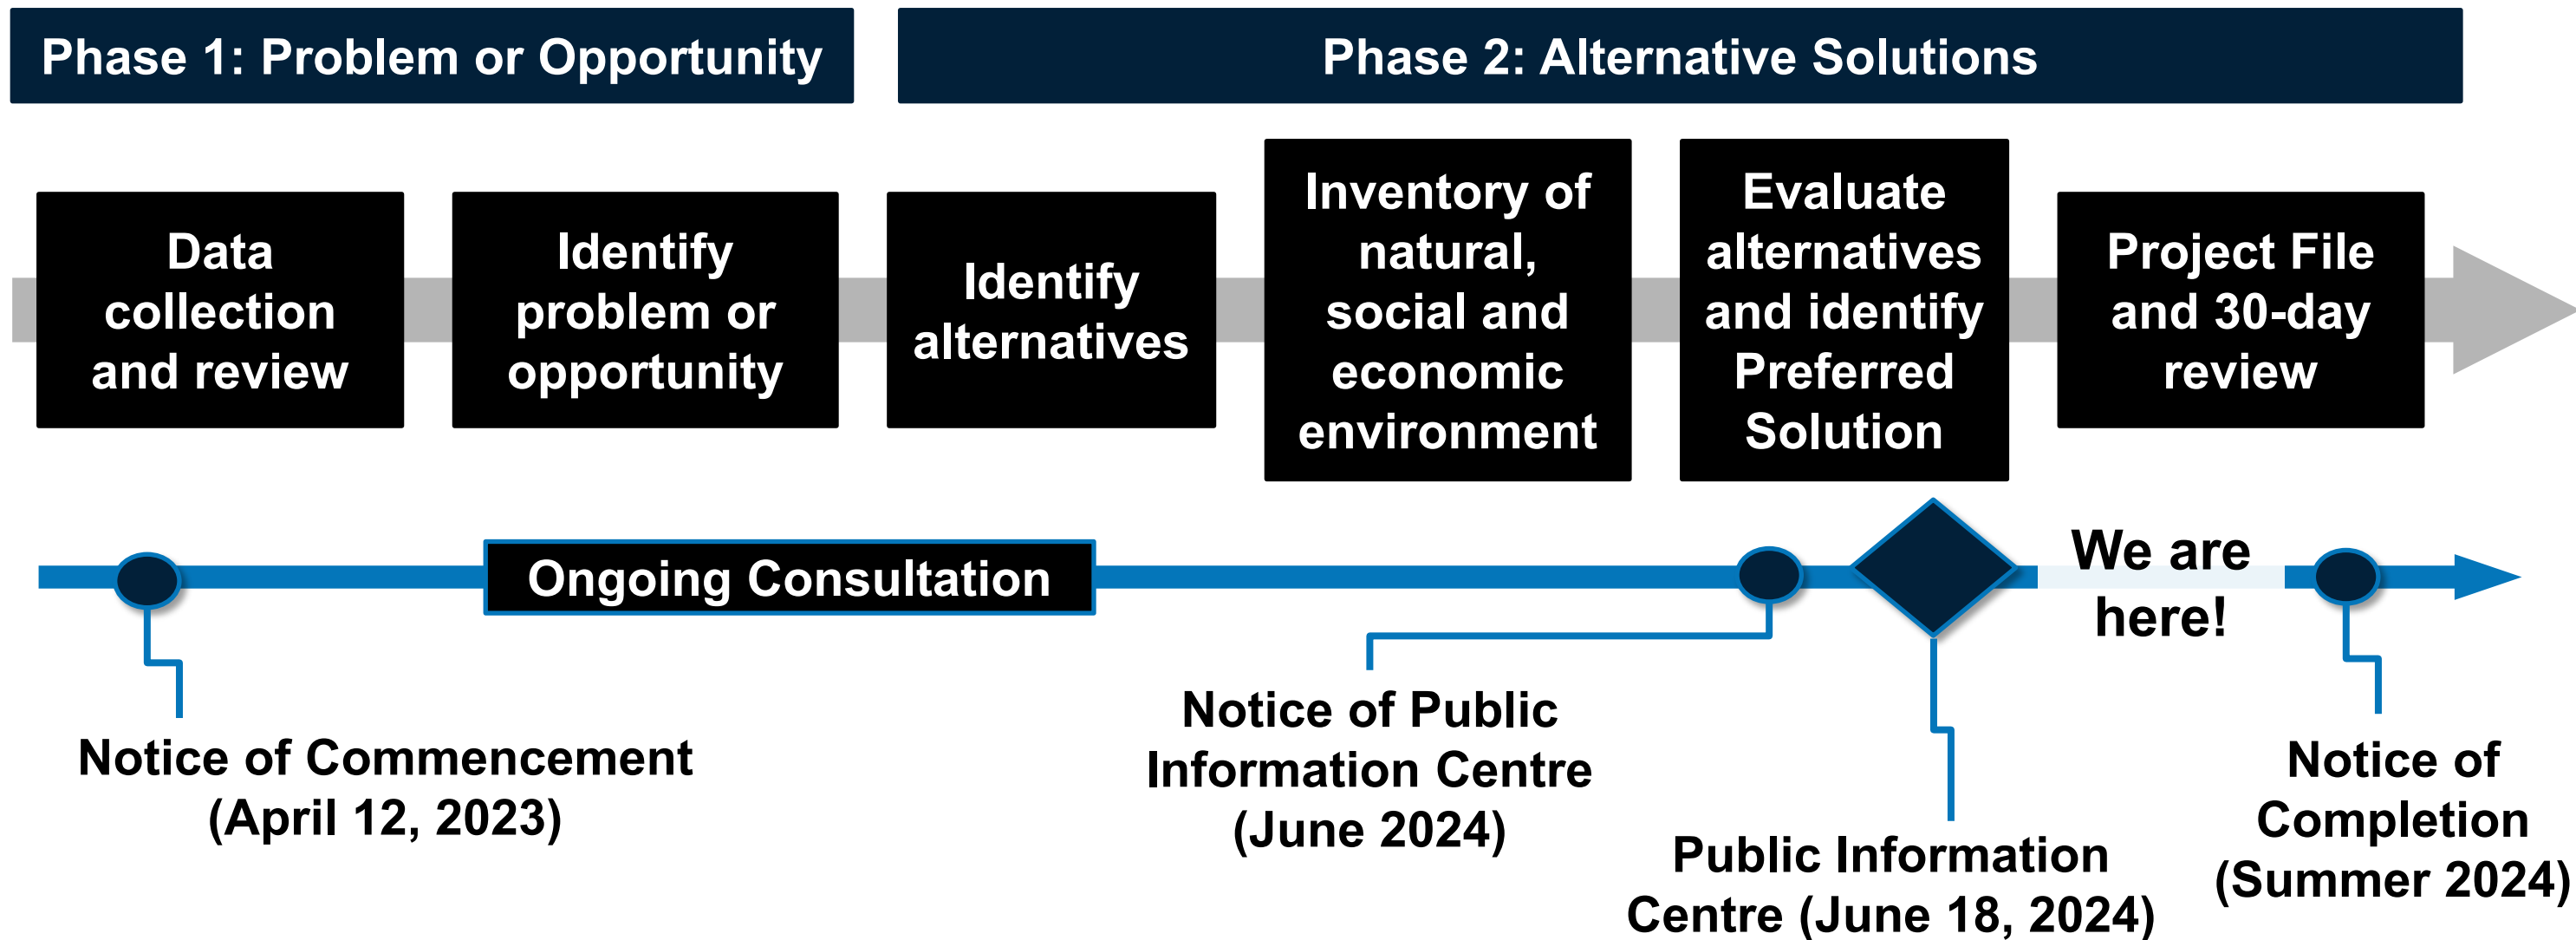 Phase 1: Problem or Opportunity
Phase 2: Alternative Solutions
Data
collection
and review
Identify
problem or
opportunity
Identify
alternatives
Inventory of
natural,
social and
economic
environment
Evaluate
alternatives
and identify
Preferred
Solution
Project File
and 30-day
review
Ongoing Consultation
We are
here!
Notice of Commencement
(April 12, 2023)
Notice of Public
Information Centre
(June 2024)
Public Information
Centre (June 18, 2024)
Notice of
Completion
(Summer 2024)